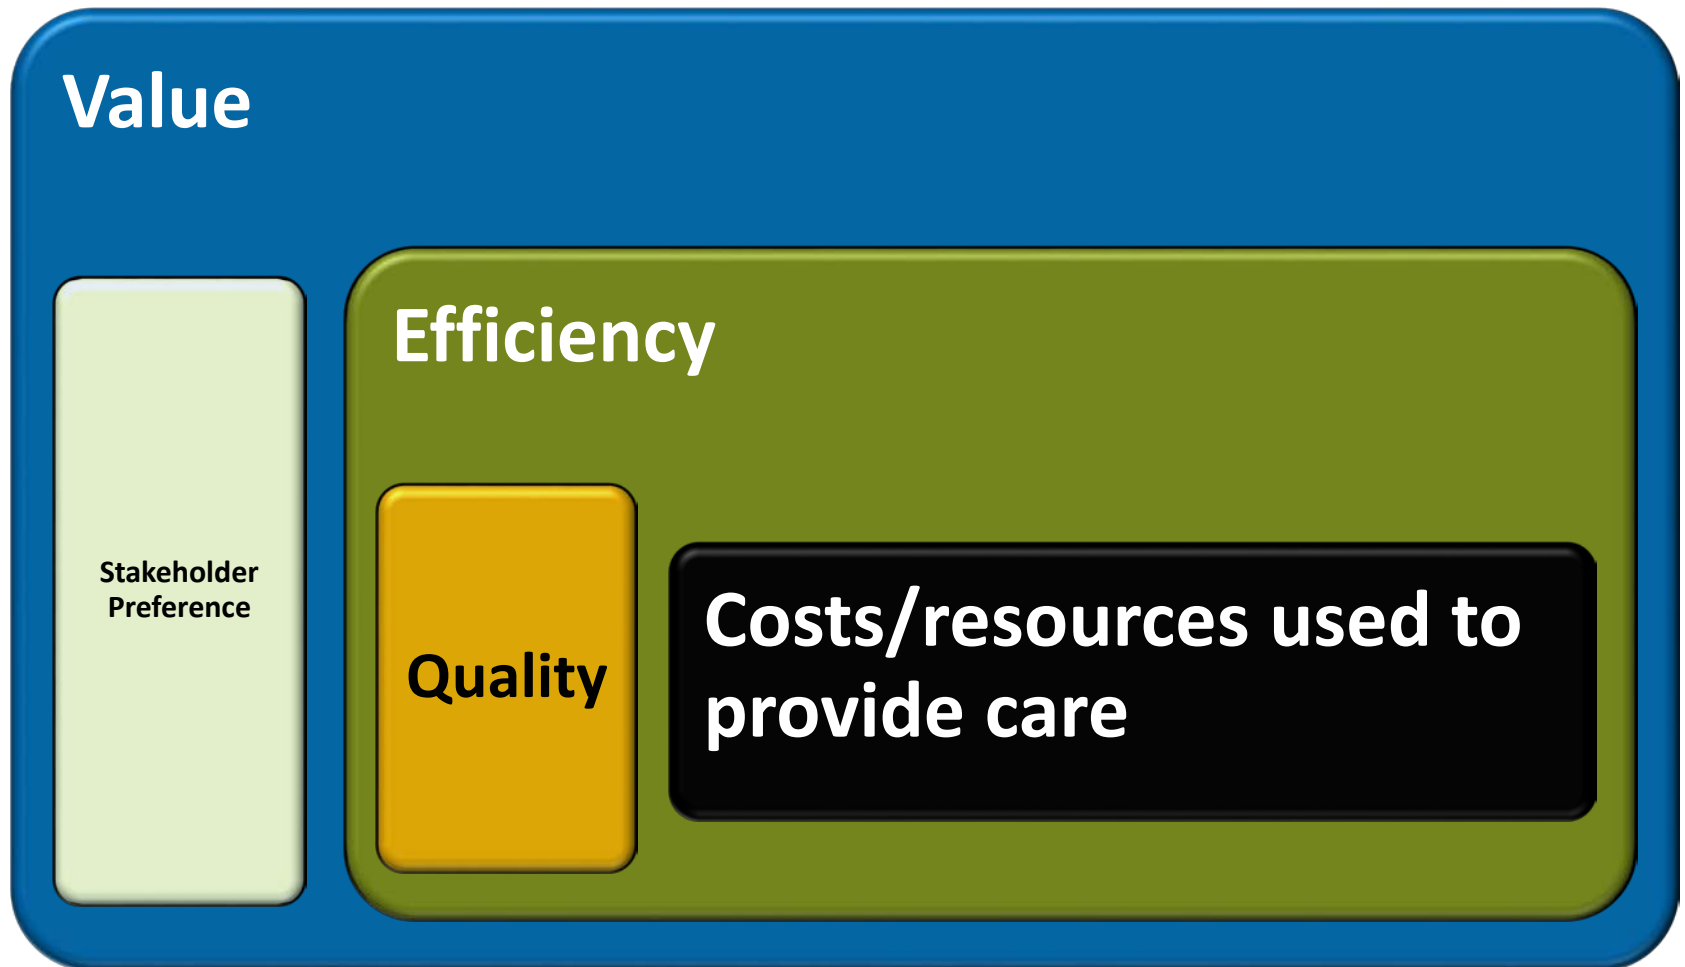 Value
Efficiency
Stakeholder
Preference
Quality
Costs/resources used to
provide care